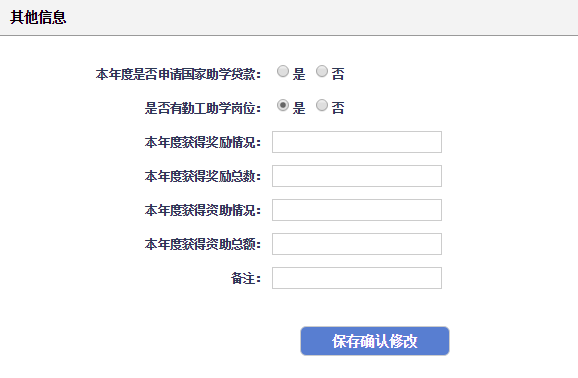 其他信息
本年度是否申请国家助学贷款： 是 否
是否有勤工助学岗位： 是 否
本年度获得奖励情况：
本年度获得奖励总数：
本年度获得资助情况：
本年度获得资助总额：
备注：
保存确认修改